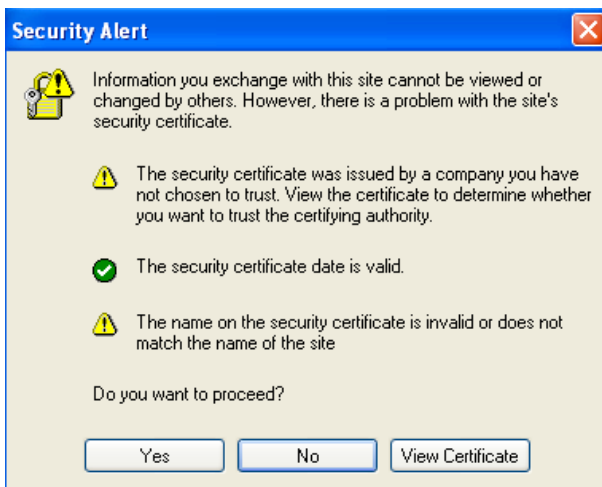 Security Alert
Information you exchange with this site cannot be viewed or
changed by others. However, there is a problem with the site's
security certificate.
The security certificate was issued by a company you have
not chosen to trust. View the certificate to determine whether
you want to trust the certifying authority.
The security certificate date is valid.
The name on the security certificate is invalid or does not
match the name of the site
Do you want to proceed?
Yes
No
View Certificate